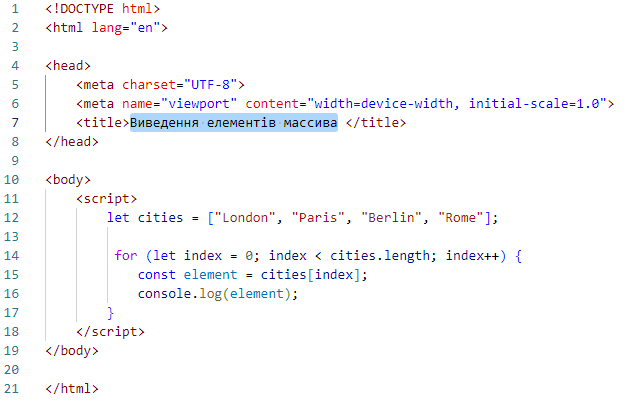 1 <!DOCTYPE html>
2 <html lang="en">
3
4 <head>
5 <meta charset="UTF-8">
6 <meta name="viewport" content="width=device-width, initial-scale=1.0">
7 <title>Виведення елементів массива </title>
8 </head>
9
10 <body>
11 <script>
12 let cities = ["London", "Paris", "Berlin", "Rome"];
13
14 for (let index = 0; index < cities.length; index++) {
15 const element = cities[index];
16 console.log(element);
17 }
18 </script>
19 </body>
20
21 </html>